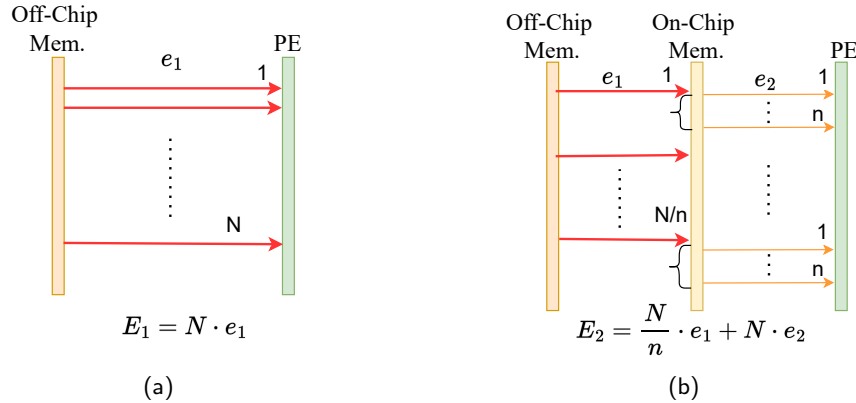 Off-Chip
Mem.
PE
e₁
1
N
E₁ = N · e₁
(a)
Off-Chip
Mem.
On-Chip
Mem.
PE
e₁
1
e₂
1
n
N/n
1
n
E₂ = N/n · e₁ + N · e₂
(b)